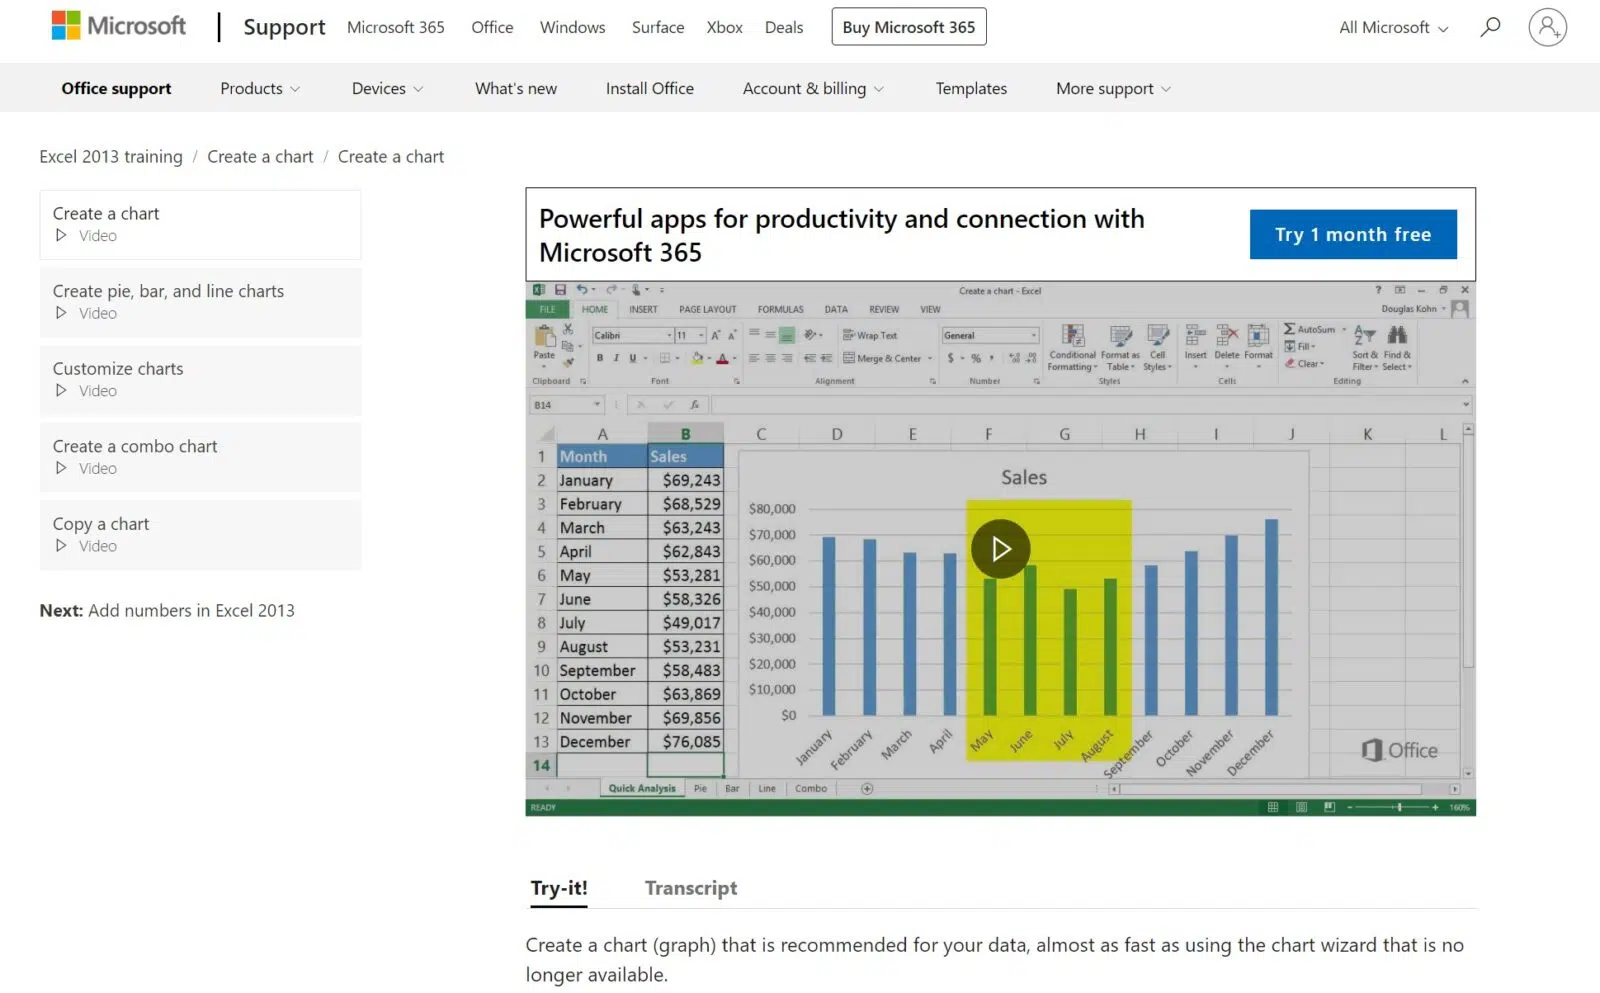 Microsoft | Support Microsoft 365 Office Windows Surface Xbox Deals Buy Microsoft 365 All Microsoft
Office support Products Devices What's new Install Office Account & billing Templates More support
Excel 2013 training / Create a chart / Create a chart
Create a chart
Video
Create pie, bar, and line charts
Video
Customize charts
Video
Create a combo chart
Video
Copy a chart
Video
Next: Add numbers in Excel 2013
Powerful apps for productivity and connection with
Microsoft 365
Try 1 month free
Create a chart - Excel
FILE HOME INSERT PAGE LAYOUT FORMULAS DATA REVIEW VIEW Douglas Kohn
Calibri 11 Wrap Text General AutoSum
Fill
Paste B I U Merge & Center $ % Conditional Format as Cell Insert Delete Format Clear Sort & Find &
Formatting Table Styles Filter Select
Clipboard Font Alignment Number Styles Cells Editing
B14 fx
A B C D E F G H I J K L
1 Month Sales
2 January $69,243
3 February $68,529
4 March $63,243
5 April $62,843
6 May $53,281
7 June $58,326
8 July $49,017
9 August $53,231
10 September $58,483
11 October $63,869
12 November $69,856
13 December $76,085
14
Sales
$80,000
$70,000
$60,000
$50,000
$40,000
$30,000
$20,000
$10,000
$0
January February March April May June July August September October November December
Office
Quick Analysis Pie Bar Line Combo
READY 160%
Try-it! Transcript
Create a chart (graph) that is recommended for your data, almost as fast as using the chart wizard that is no
longer available.